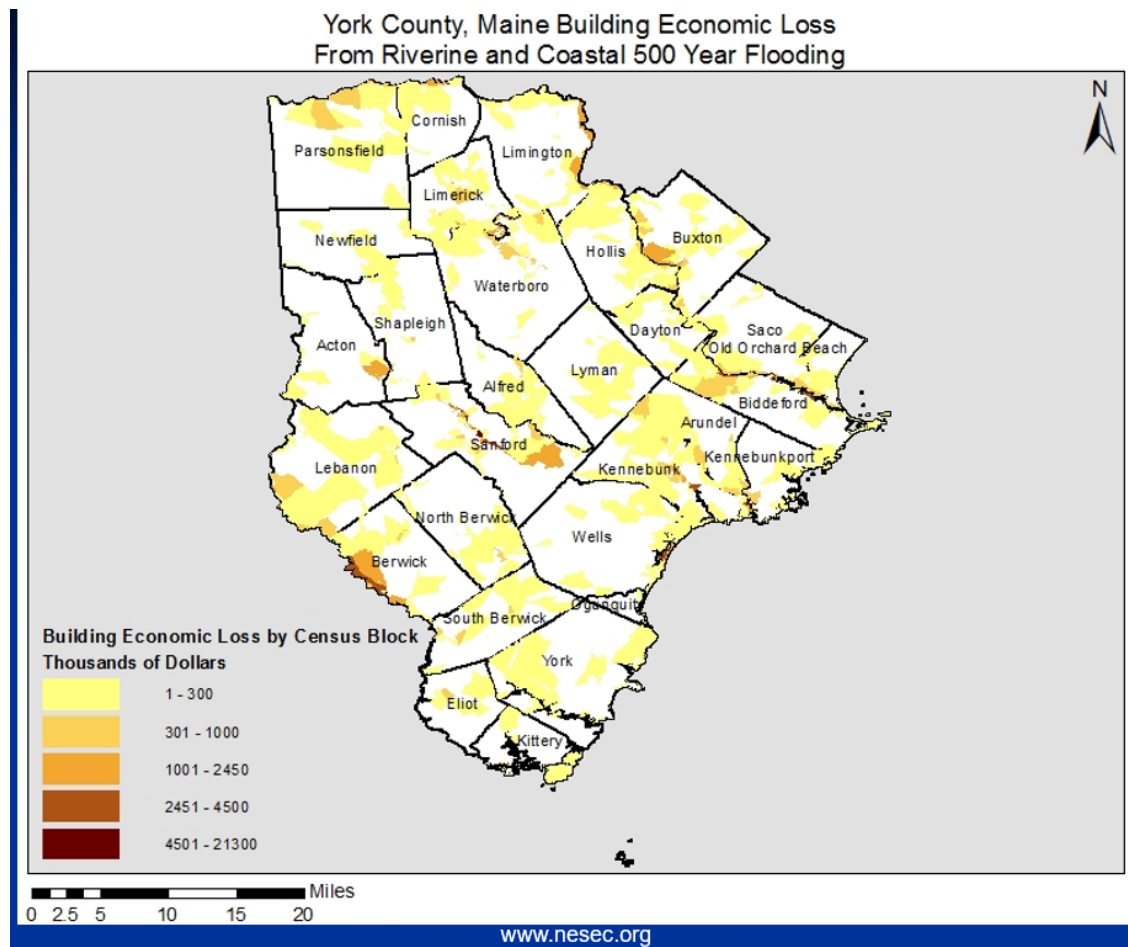 York County, Maine Building Economic Loss
From Riverine and Coastal 500 Year Flooding
N
Cornish
Parsonsfield
Limington
Limerick
Newfield
Buxton
Hollis
Waterboro
Shapleigh
Dayton
Saco
Acton
Old Orchard Beach
Lyman
Alfred
Biddeford
Arundel
Sanford
Kennebunkport
Lebanon
Kennebunk
North Berwick
Wells
Berwick
Ogunquit
South Berwick
York
Eliot
Kittery
Building Economic Loss by Census Block
Thousands of Dollars
1 - 300
301 - 1000
1001 - 2450
2451 - 4500
4501 - 21300
Miles
0 2.5 5 10 15 20
www.nesec.org